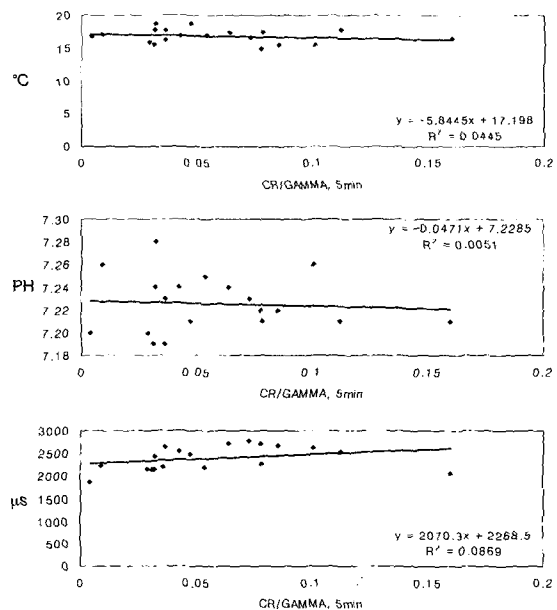 20
15
10
5
0
°C
y = -5.8445x + 17.198
R² = 0.0445
0 0.05 0.1 0.15 0.2
CR/GAMMA, 5min
7.30
7.28
7.26
7.24
7.22
7.20
7.18
PH
y = -0.0471x + 7.2285
R² = 0.0051
0 0.05 0.1 0.15 0.2
CR/GAMMA, 5min
3000
2500
2000
1500
1000
500
0
µs
y = 2070.3x + 2268.5
R² = 0.0869
0 0.05 0.1 0.15 0.2
CR/GAMMA, 5min